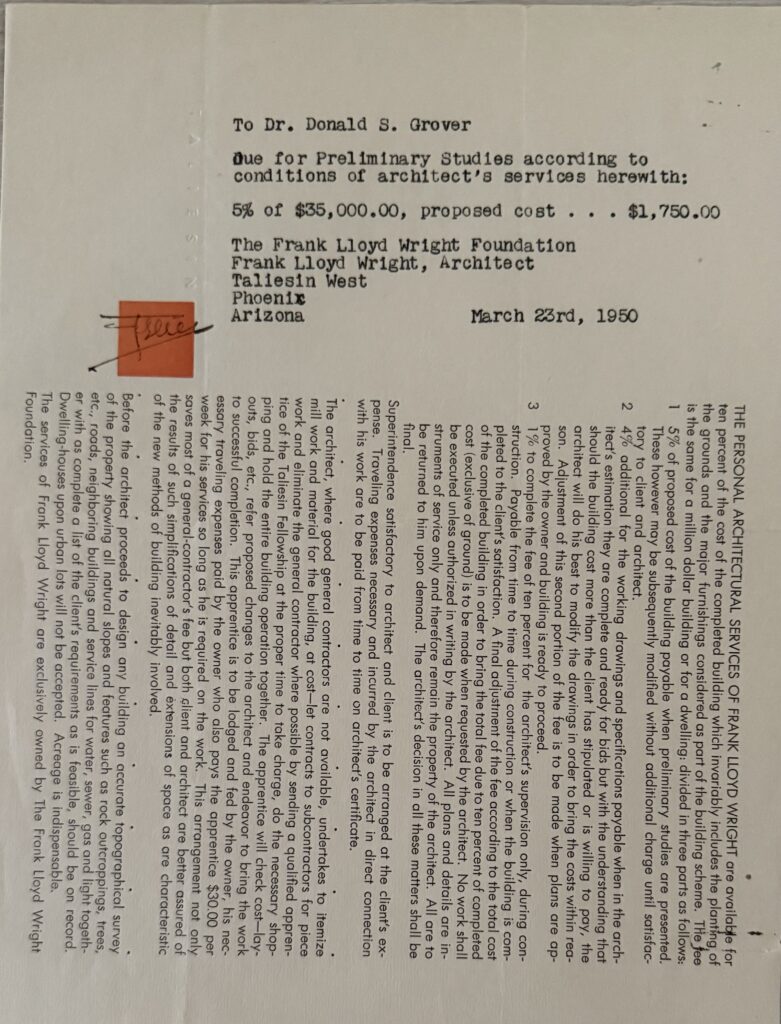 To Dr. Donald S. Grover
Due for Preliminary Studies according to
conditions of architect's services herewith:
5% of $35,000.00, proposed cost . . . $1,750.00
The Frank Lloyd Wright Foundation
Frank Lloyd Wright, Architect
Taliesin West
Phoenix
Arizona March 23rd, 1950
THE PERSONAL ARCHITECTURAL SERVICES OF FRANK LLOYD WRIGHT are available for
ten percent of the cost of the completed building which invariably includes the planting of
the grounds and the major furnishings considered as part of the building scheme. The fee
is the same for a million dollar building or for a dwelling: divided in three parts as follows:
1 5% of proposed cost of the building payable when preliminary studies are presented.
These however may be subsequently modified without additional charge until satisfac-
tory to client and architect.
2 4% additional for the working drawings and specifications payable when in the arch-
itect's estimation they are complete and ready for bids but with the understanding that
should the building cost more than the client has stipulated or is willing to pay, the
architect will do his best to modify the drawings in order to bring the costs within rea-
son. Adjustment of this second portion of the fee is to be made when plans are ap-
proved by the owner and building is ready to proceed.
3 1% to complete the fee of ten percent for the architect's supervision only, during con-
struction. Payable from time to time during construction or when the building is com-
pleted to the client's satisfaction. A final adjustment of the fee according to the total cost
of the completed building in order to bring the total fee due to ten percent of completed
cost (exclusive of ground) is to be made when requested by the architect. No work shall
be executed unless authorized in writing by the architect. All plans and details are in-
struments of service only and therefore remain the property of the architect. All are to
be returned to him upon demand. The architect's decision in all these matters shall be
final.
Superintendence satisfactory to architect and client is to be arranged at the client's ex-
pense. Traveling expenses necessary and incurred by the architect in direct connection
with his work are to be paid from time to time on architect's certificate.
The architect, where good general contractors are not available, undertakes to itemize
mill work and material for the building, at cost—let contracts to subcontractors for piece
work and eliminate the general contractor where possible by sending a qualified appren-
tice of the Taliesin Fellowship at the proper time to take charge, do the necessary shop-
ping and hold the entire building operation together. The apprentice will check cost—lay-
outs, bids, etc., refer proposed changes to the architect and endeavor to bring the work
to successful completion. This apprentice is to be lodged and fed by the owner, his nec-
essary traveling expenses paid by the owner who also pays the apprentice $30.00 per
week for his services so long as he is required on the work. This arrangement not only
saves most of a general-contractor's fee but both client and architect are better assured of
the results of such simplifications of detail and extensions of space as are characteristic
of the new methods of building inevitably involved.
Before the architect proceeds to design any building an accurate topographical survey
of the property showing all natural slopes and features such as rock outcroppings, trees,
etc., roads, neighboring buildings and service lines for water, sewer, gas and light togeth-
er with as complete a list of the client's requirements as is feasible, should be on record.
Dwelling-houses upon urban lots will not be accepted. Acreage is indispensable.
The services of Frank Lloyd Wright are exclusively owned by The Frank Lloyd Wright
Foundation.